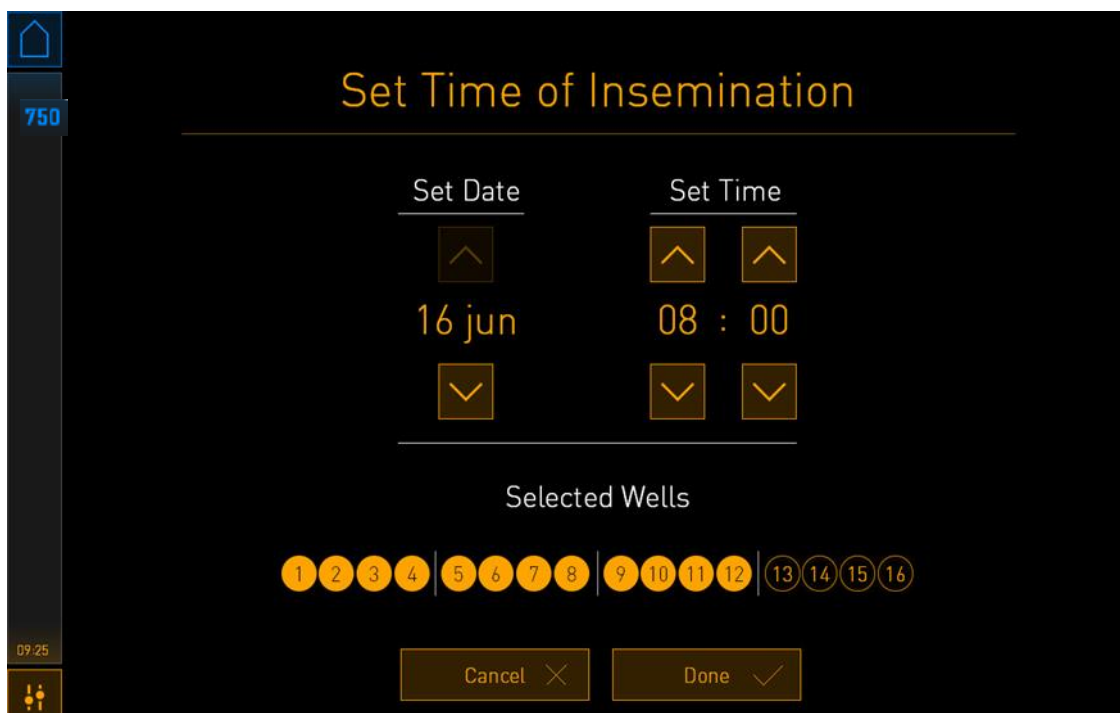 Set Time of Insemination
750
Set Date Set Time
16 jun 08 : 00
Selected Wells
1 2 3 4 5 6 7 8 9 10 11 12 13 14 15 16
09:25
Cancel Done